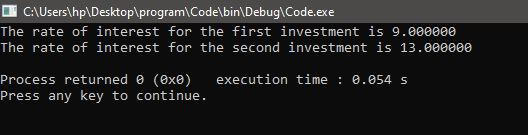 C:\Users\hp\Desktop\program\Code\bin\Debug\Code.exe
The rate of interest for the first investment is 9.000000
The rate of interest for the second investment is 13.000000
Process returned 0 (0x0)   execution time : 0.054 s
Press any key to continue.